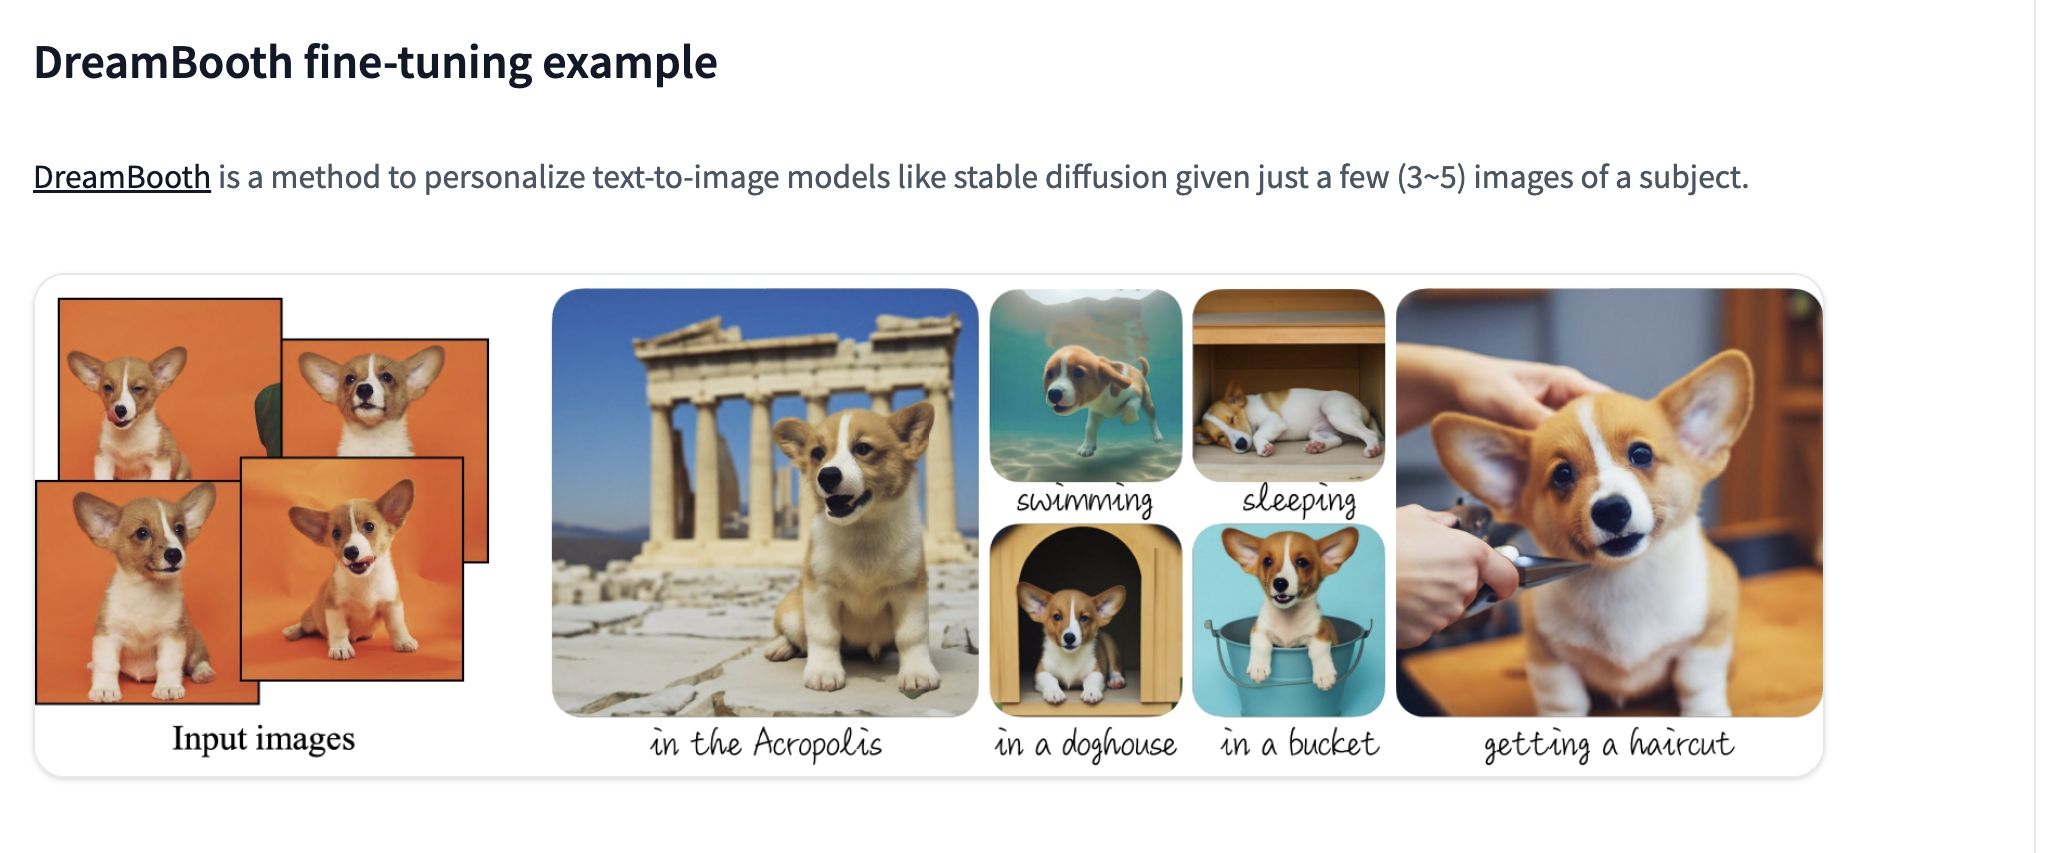 DreamBooth fine-tuning example
DreamBooth is a method to personalize text-to-image models like stable diffusion given just a few (3~5) images of a subject.
swimming
sleeping
Input images
in the Acropolis
in a doghouse
in a bucket
getting a haircut